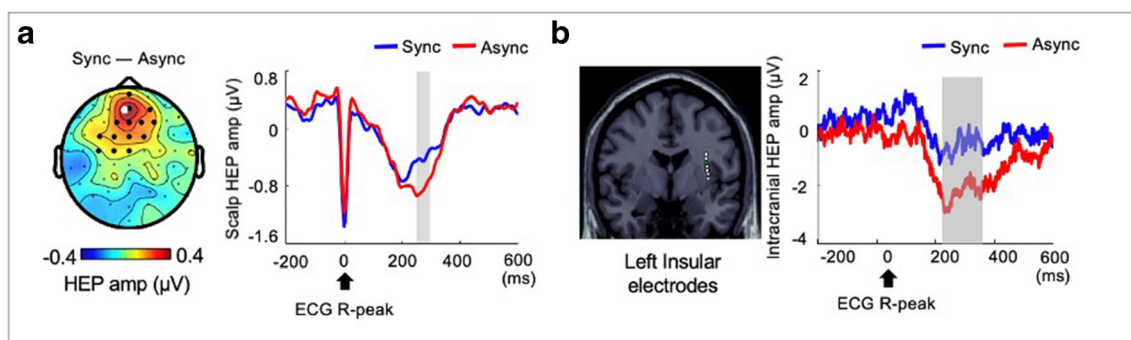 a
Sync — Async
-0.4 0.4
HEP amp (µV)
Sync Async
Scalp HEP amp (µV)
0.8
0
-0.8
-1.6
-200 0 200 400 600
(ms)
ECG R-peak
b
Left Insular
electrodes
Sync Async
Intracranial HEP amp (µV)
2
0
-2
-4
-200 0 200 400 600
(ms)
ECG R-peak